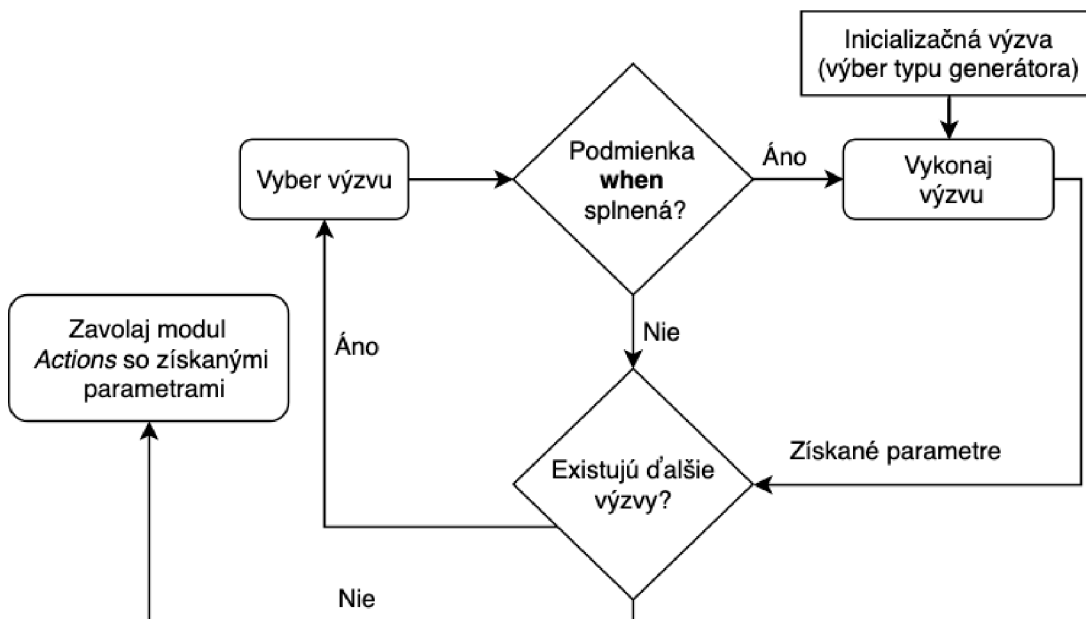 Inicializačná výzva
(výber typu generátora)
Podmienka
when
splnená?
Áno
Vykonaj
výzvu
Vyber výzvu
Nie
Zavolaj modul
Actions so získanými
parametrami
Áno
Získané parametre
Existujú ďalšie
výzvy?
Nie